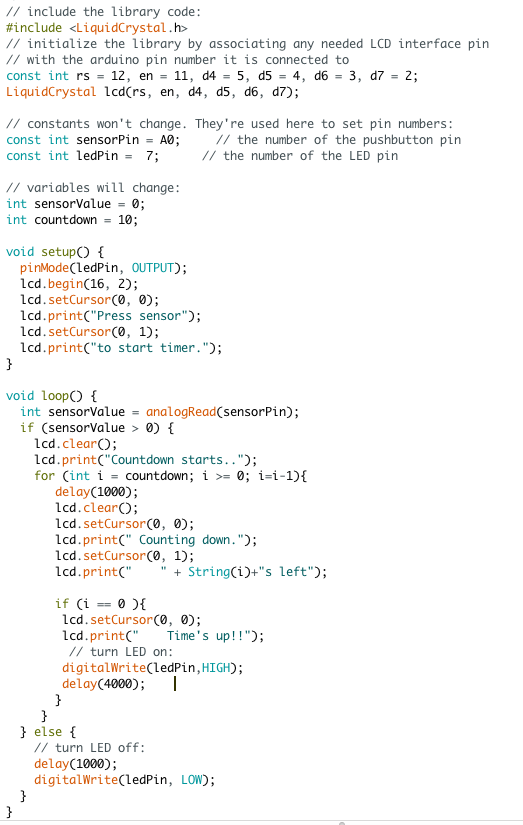 // include the library code:
#include <LiquidCrystal.h>
// initialize the library by associating any needed LCD interface pin
// with the arduino pin number it is connected to
const int rs = 12, en = 11, d4 = 5, d5 = 4, d6 = 3, d7 = 2;
LiquidCrystal lcd(rs, en, d4, d5, d6, d7);

// constants won't change. They're used here to set pin numbers:
const int sensorPin = A0;     // the number of the pushbutton pin
const int ledPin =  7;      // the number of the LED pin

// variables will change:
int sensorValue = 0;
int countdown = 10;

void setup() {
  pinMode(ledPin, OUTPUT);
  lcd.begin(16, 2);
  lcd.setCursor(0, 0);
  lcd.print("Press sensor");
  lcd.setCursor(0, 1);
  lcd.print("to start timer.");
}

void loop() {
  int sensorValue = analogRead(sensorPin);
  if (sensorValue > 0) {
    lcd.clear();
    lcd.print("Countdown starts..");
    for (int i = countdown; i >= 0; i=i-1){
       delay(1000);
       lcd.clear();
       lcd.setCursor(0, 0);
       lcd.print(" Counting down.");
       lcd.setCursor(0, 1);
       lcd.print("    " + String(i)+"s left");

       if (i == 0 ){
        lcd.setCursor(0, 0);
        lcd.print("    Time's up!!");
         // turn LED on:
        digitalWrite(ledPin,HIGH);
        delay(4000);
       }
     }
  } else {
    // turn LED off:
    delay(1000);
    digitalWrite(ledPin, LOW);
  }
}